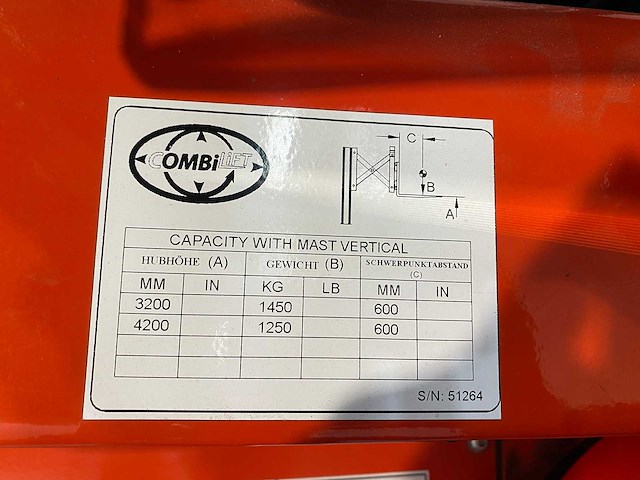 COMBiLiFT
C
B
A
CAPACITY WITH MAST VERTICAL
HUBHÖHE (A) GEWICHT (B) SCHWERPUNKTABSTAND (C)
MM IN KG LB MM IN
3200 1450 600
4200 1250 600
S/N: 51264